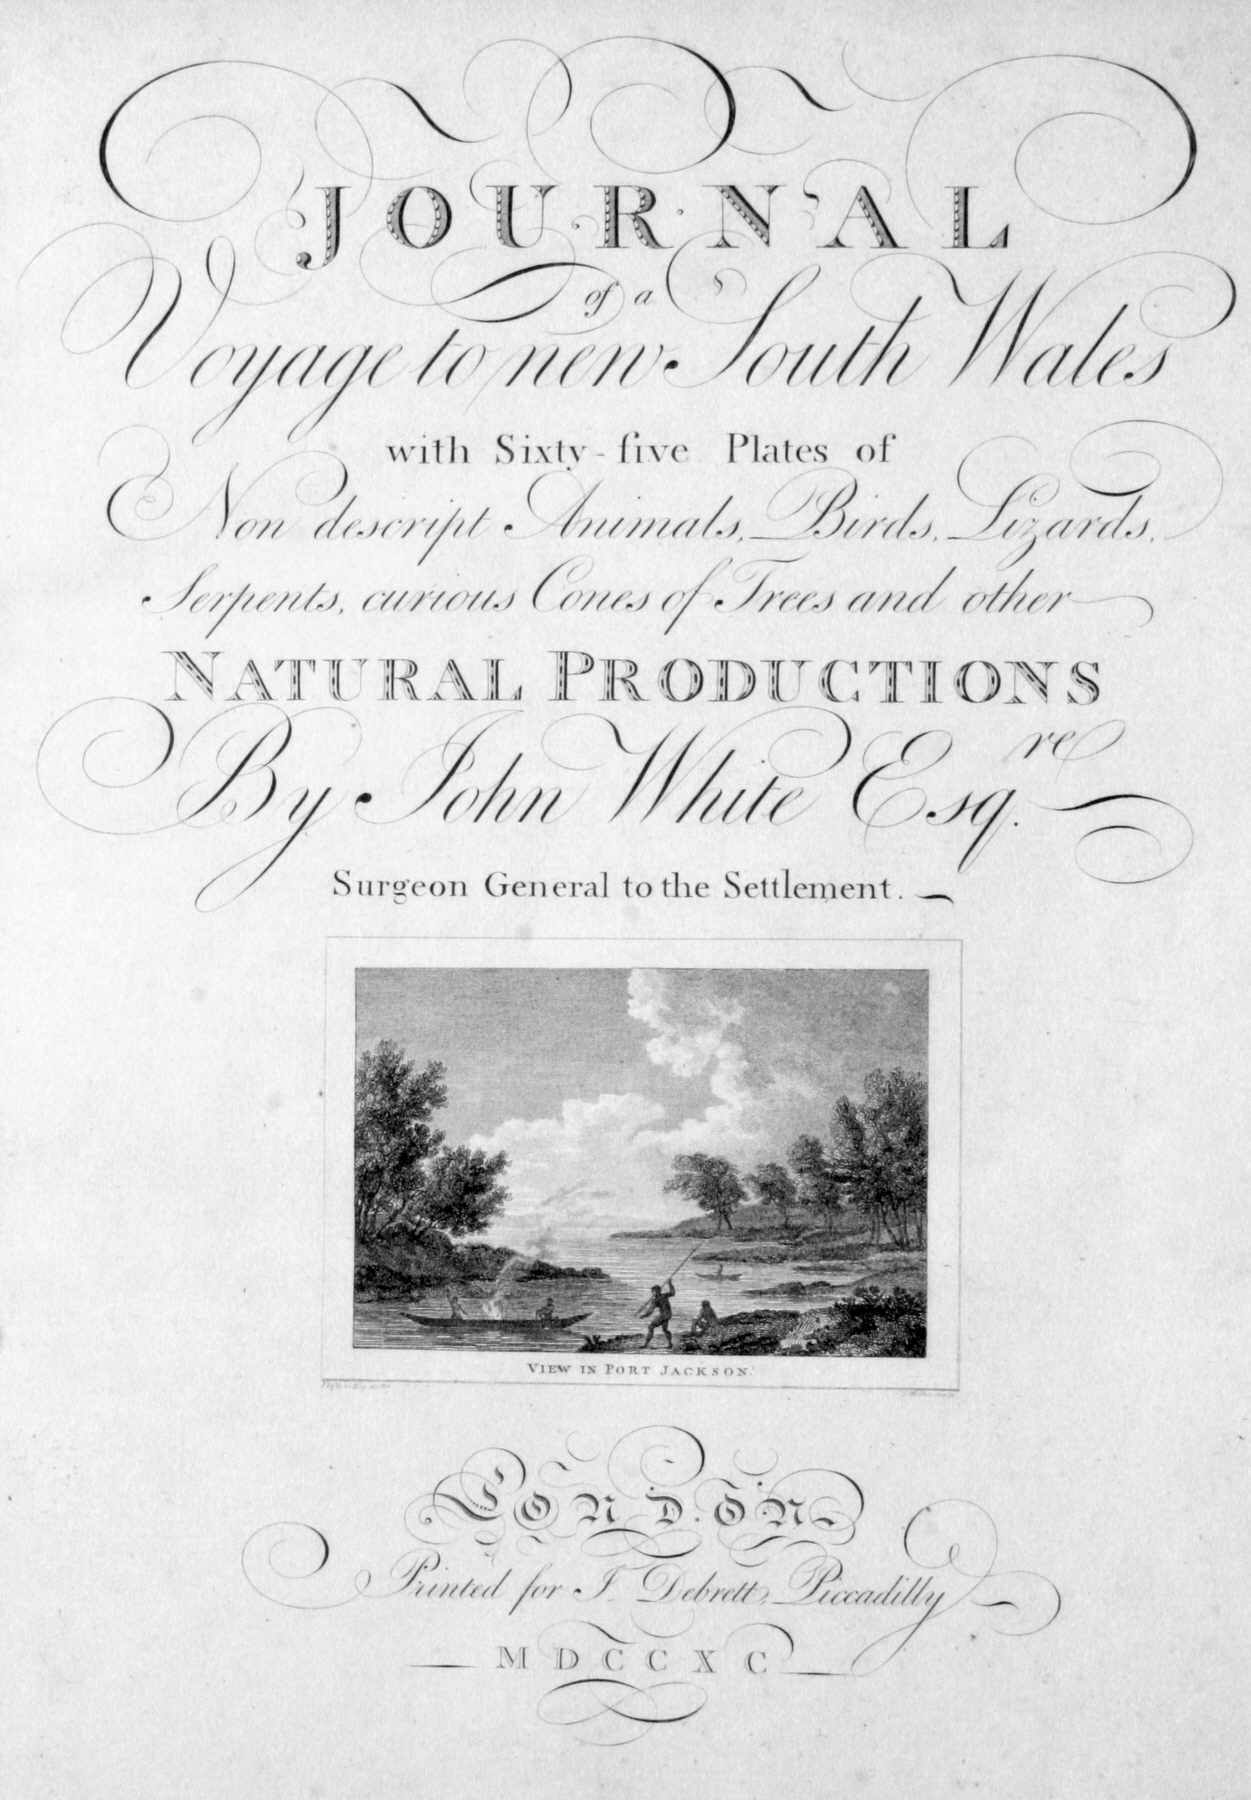 JOURNAL
of a
Voyage to new South Wales
with Sixty-five Plates of
Non descript Animals, Birds, Lizards,
Serpents, curious Cones of Trees and other
NATURAL PRODUCTIONS
By John White Esq.re
Surgeon General to the Settlement.
VIEW IN PORT JACKSON.
LONDON
Printed for J. Debrett, Piccadilly
MDCCXC